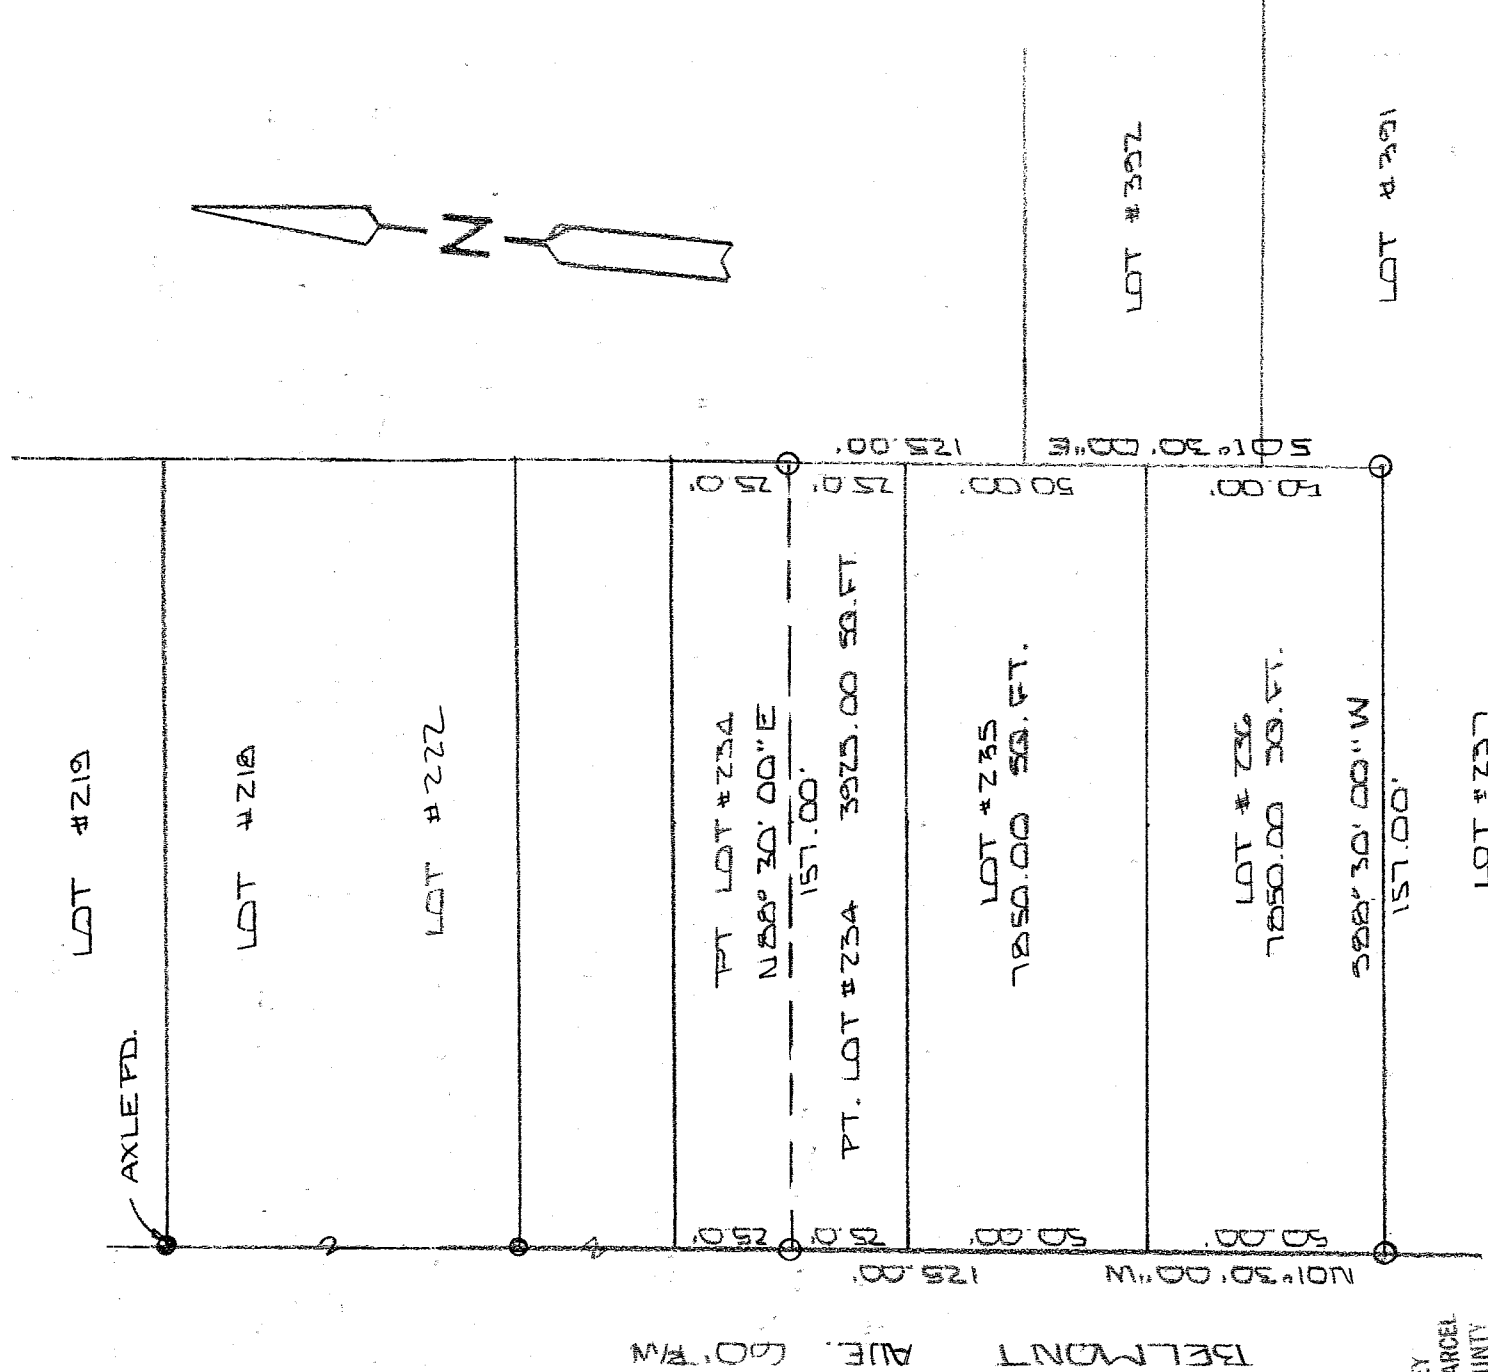 LOT #392
LOT #391
N
S01°30'00"E
125.00'
25.0'
25.0'
50.00'
50.00'
LOT #219
LOT #218
LOT #222
PT LOT #234
N88°30'00"E
157.00'
PT. LOT #234 3925.00 SQ.FT
LOT #235
7850.00 SQ.FT.
LOT #236
7850.00 SQ.FT.
S88°30'00"W
157.00'
LOT #237
AXLE FD.
25.0'
25.0'
50.00'
50.00'
N01°30'00"W
125.00'
BELMONT AVE. 60' R/W
ARCEL